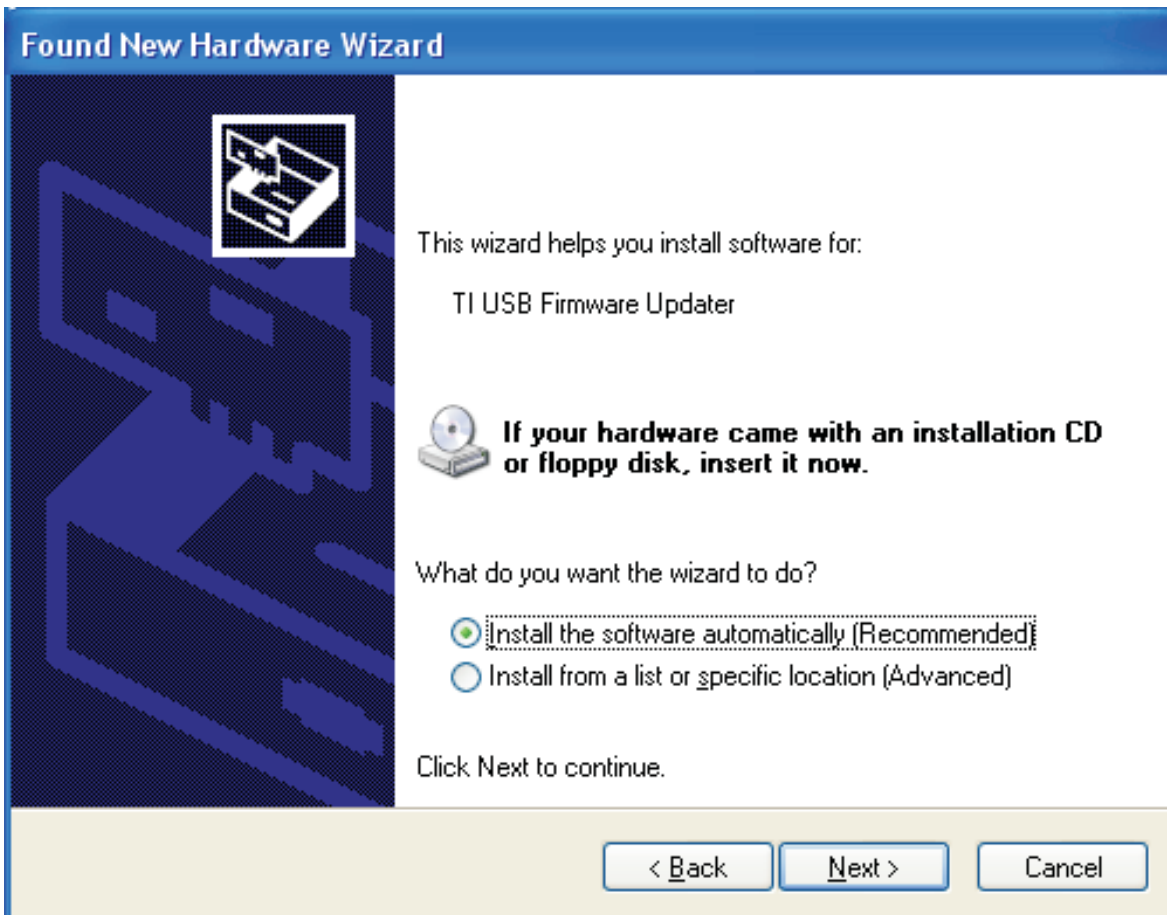 Found New Hardware Wizard
This wizard helps you install software for:
TI USB Firmware Updater
If your hardware came with an installation CD
or floppy disk, insert it now.
What do you want the wizard to do?
Install the software automatically (Recommended)
Install from a list or specific location (Advanced)
Click Next to continue.
< Back Next > Cancel